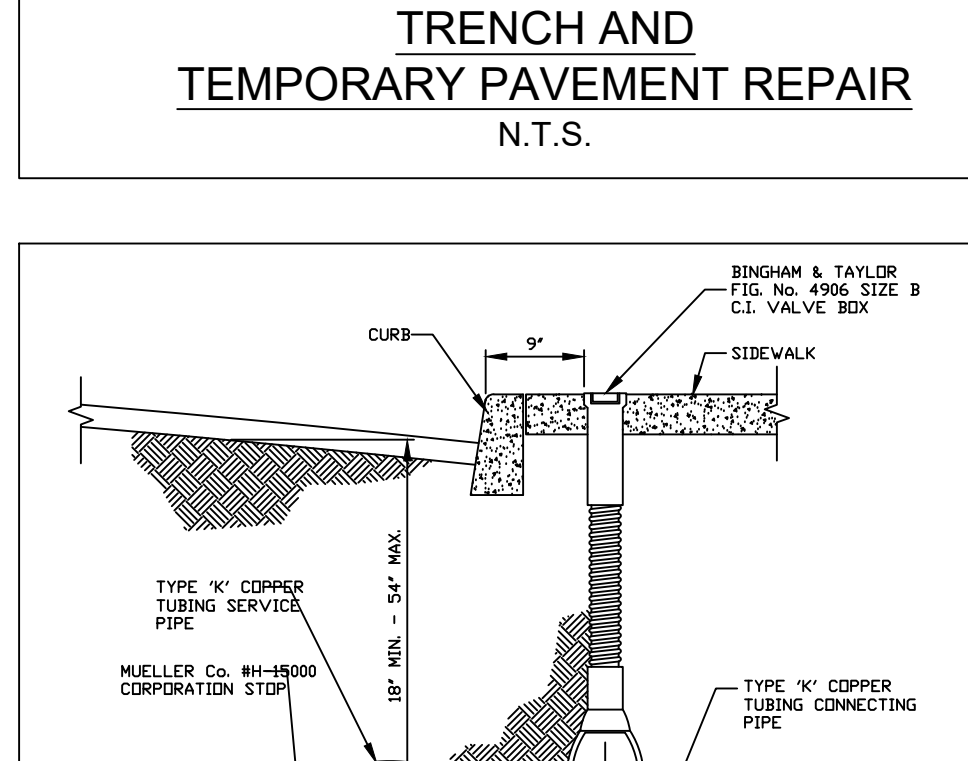 TRENCH AND
TEMPORARY PAVEMENT REPAIR
N.T.S.
BINGHAM & TAYLOR
FIG. No. 4906 SIZE B
C.I. VALVE BOX
CURB
9"
SIDEWALK
18" MIN. - 54" MAX.
TYPE 'K' COPPER
TUBING SERVICE
PIPE
MUELLER Co. #H-15000
CORPORATION STOP
TYPE 'K' COPPER
TUBING CONNECTING
PIPE